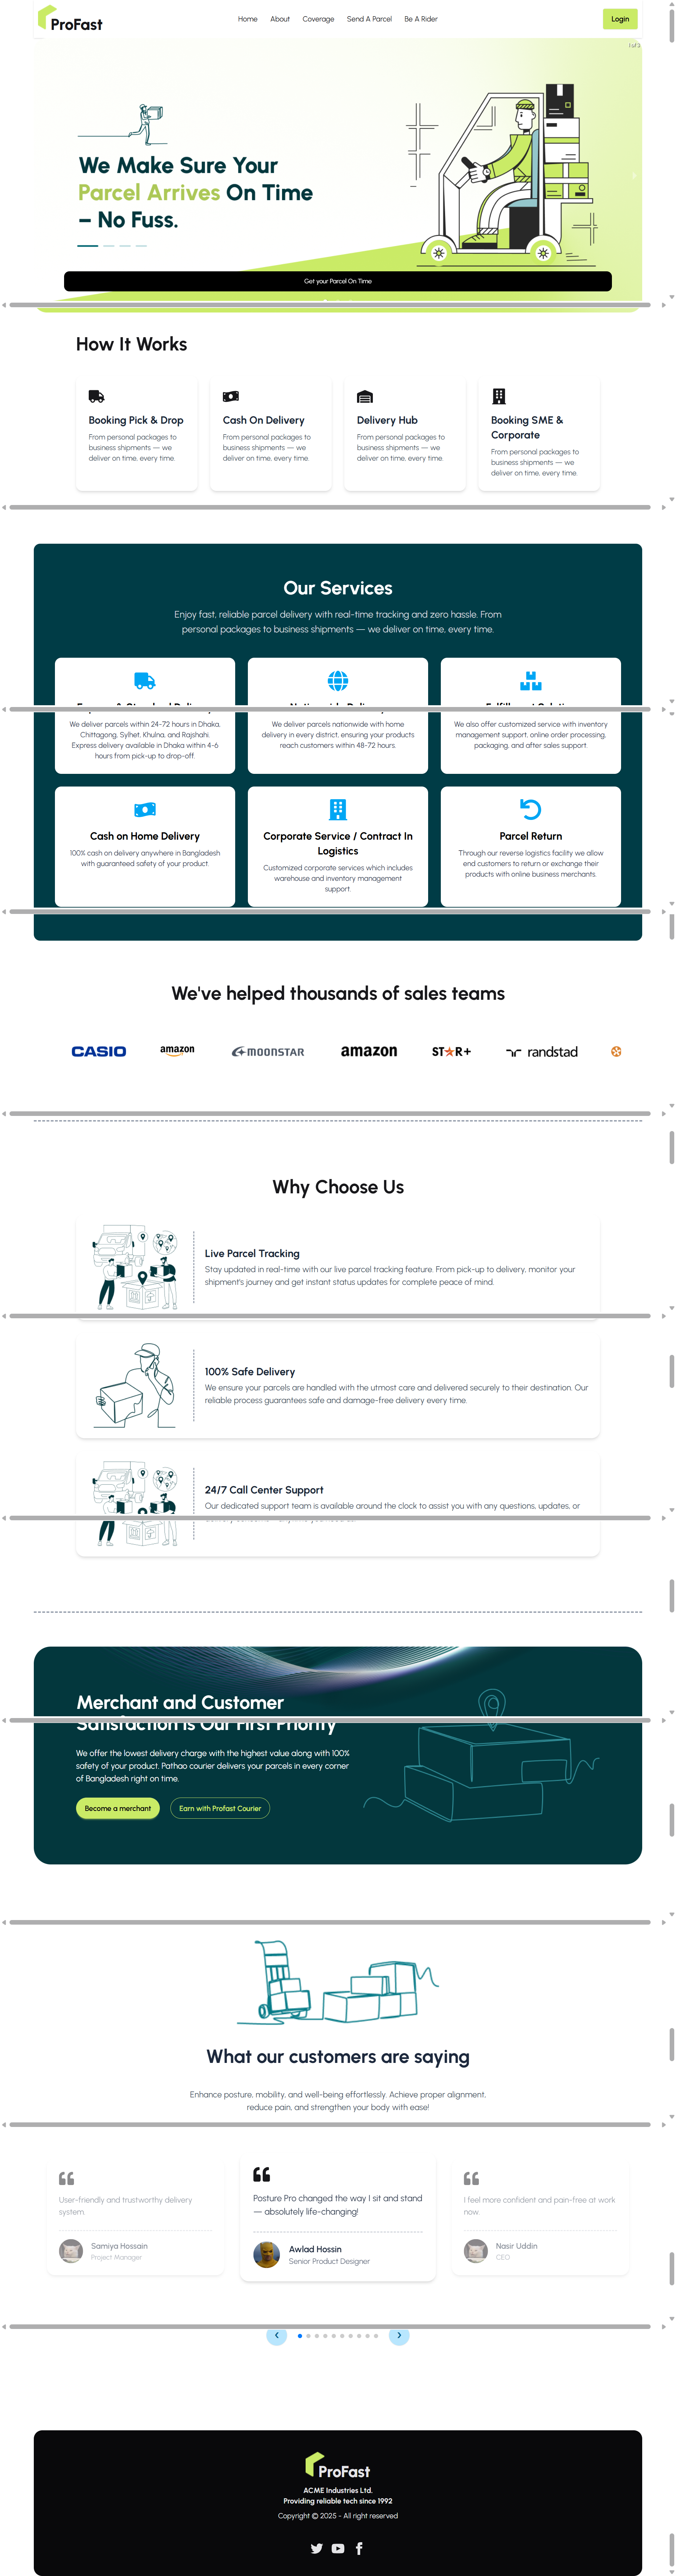 ProFast
Home About Coverage Send A Parcel Be A Rider
Login
1 of 3
We Make Sure Your
Parcel Arrives On Time
– No Fuss.
Get your Parcel On Time
How It Works
Booking Pick & Drop
From personal packages to
business shipments — we
deliver on time, every time.
Cash On Delivery
From personal packages to
business shipments — we
deliver on time, every time.
Delivery Hub
From personal packages to
business shipments — we
deliver on time, every time.
Booking SME &
Corporate
From personal packages to
business shipments — we
deliver on time, every time.
Our Services
Enjoy fast, reliable parcel delivery with real-time tracking and zero hassle. From
personal packages to business shipments — we deliver on time, every time.
We deliver parcels within 24-72 hours in Dhaka,
Chittagong, Sylhet, Khulna, and Rajshahi.
Express delivery available in Dhaka within 4-6
hours from pick-up to drop-off.
We deliver parcels nationwide with home
delivery in every district, ensuring your products
reach customers within 48-72 hours.
We also offer customized service with inventory
management support, online order processing,
packaging, and after sales support.
Cash on Home Delivery
100% cash on delivery anywhere in Bangladesh
with guaranteed safety of your product.
Corporate Service / Contract In
Logistics
Customized corporate services which includes
warehouse and inventory management
support.
Parcel Return
Through our reverse logistics facility we allow
end customers to return or exchange their
products with online business merchants.
We've helped thousands of sales teams
CASIO amazon MOONSTAR amazon ST★R+ randstad
Why Choose Us
Live Parcel Tracking
Stay updated in real-time with our live parcel tracking feature. From pick-up to delivery, monitor your
shipment's journey and get instant status updates for complete peace of mind.
100% Safe Delivery
We ensure your parcels are handled with the utmost care and delivered securely to their destination. Our
reliable process guarantees safe and damage-free delivery every time.
24/7 Call Center Support
Our dedicated support team is available around the clock to assist you with any questions, updates, or
Merchant and Customer
Satisfaction is Our First Priority
We offer the lowest delivery charge with the highest value along with 100%
safety of your product. Pathao courier delivers your parcels in every corner
of Bangladesh right on time.
Become a merchant
Earn with Profast Courier
What our customers are saying
Enhance posture, mobility, and well-being effortlessly. Achieve proper alignment,
reduce pain, and strengthen your body with ease!
User-friendly and trustworthy delivery
system.
Samiya Hossain
Project Manager
Posture Pro changed the way I sit and stand
— absolutely life-changing!
Awlad Hossin
Senior Product Designer
I feel more confident and pain-free at work
now.
Nasir Uddin
CEO
ProFast
ACME Industries Ltd.
Providing reliable tech since 1992
Copyright © 2025 - All right reserved